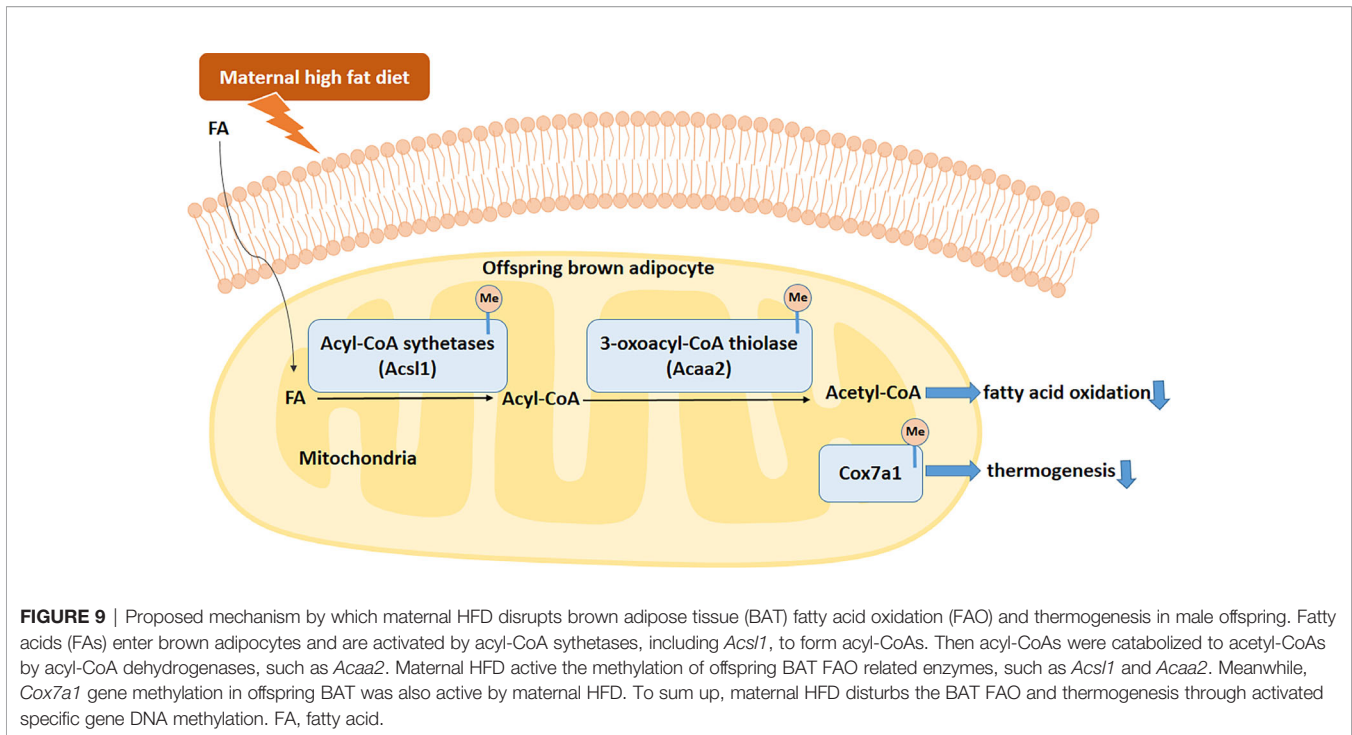 Maternal high fat diet
FA
Offspring brown adipocyte
Me
Me
Acyl-CoA sythetases
(Acsl1)
3-oxoacyl-CoA thiolase
(Acaa2)
FA
Acyl-CoA
Acetyl-CoA
fatty acid oxidation
Me
Mitochondria
Cox7a1
thermogenesis
FIGURE 9 | Proposed mechanism by which maternal HFD disrupts brown adipose tissue (BAT) fatty acid oxidation (FAO) and thermogenesis in male offspring. Fatty
acids (FAs) enter brown adipocytes and are activated by acyl-CoA sythetases, including Acsl1, to form acyl-CoAs. Then acyl-CoAs were catabolized to acetyl-CoAs
by acyl-CoA dehydrogenases, such as Acaa2. Maternal HFD active the methylation of offspring BAT FAO related enzymes, such as Acsl1 and Acaa2. Meanwhile,
Cox7a1 gene methylation in offspring BAT was also active by maternal HFD. To sum up, maternal HFD disturbs the BAT FAO and thermogenesis through activated
specific gene DNA methylation. FA, fatty acid.